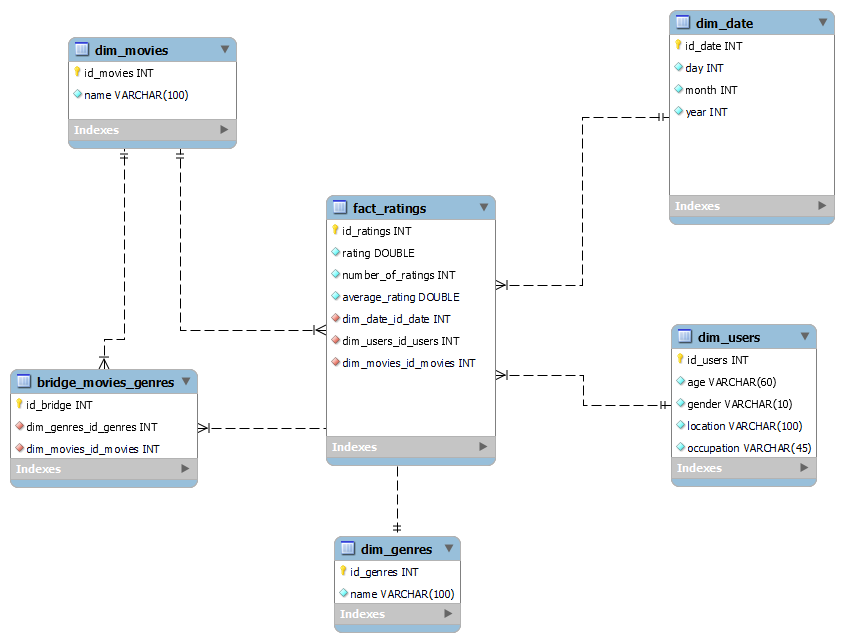 dim_movies
id_movies INT
name VARCHAR(100)
Indexes
dim_date
id_date INT
day INT
month INT
year INT
Indexes
fact_ratings
id_ratings INT
rating DOUBLE
number_of_ratings INT
average_rating DOUBLE
dim_date_id_date INT
dim_users_id_users INT
dim_movies_id_movies INT
Indexes
dim_users
id_users INT
age VARCHAR(60)
gender VARCHAR(10)
location VARCHAR(100)
occupation VARCHAR(45)
Indexes
bridge_movies_genres
id_bridge INT
dim_genres_id_genres INT
dim_movies_id_movies INT
Indexes
dim_genres
id_genres INT
name VARCHAR(100)
Indexes